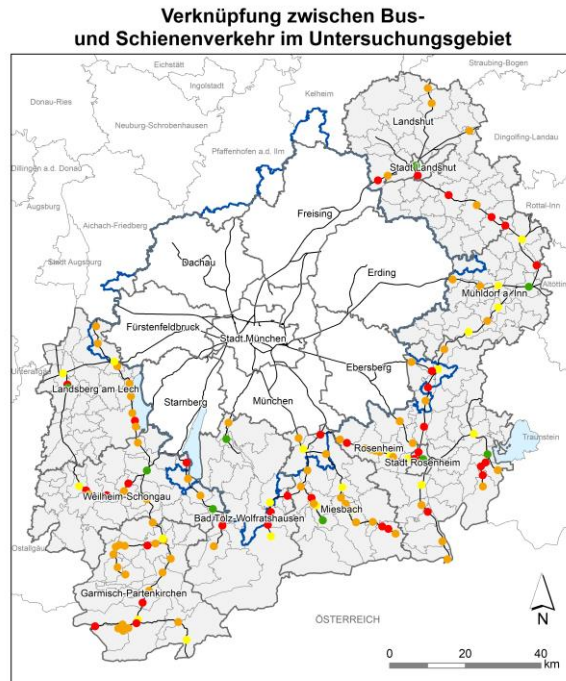 Verknüpfung zwischen Bus-
und Schienenverkehr im Untersuchungsgebiet
Eichstätt
Straubing-Bogen
Ingolstadt
Kelheim
Donau-Ries
Landshut
Neuburg-Schrobenhausen
Dingolfing-Landau
Pfaffenhofen a.d. Ilm
Dillingen a.d. Donau
Stadt Landshut
Augsburg
Rottal-Inn
Freising
Aichach-Friedberg
Stadt Augsburg
Dachau
Erding
Altötting
Mühldorf a. Inn
Fürstenfeldbruck
Stadt München
Unterallgäu
Ebersberg
Landsberg am Lech
Starnberg
München
Traunstein
Rosenheim
Stadt Rosenheim
Weilheim-Schongau
Bad Tölz-Wolfratshausen
Miesbach
Ostallgäu
Garmisch-Partenkirchen
ÖSTERREICH
N
0 20 40
km